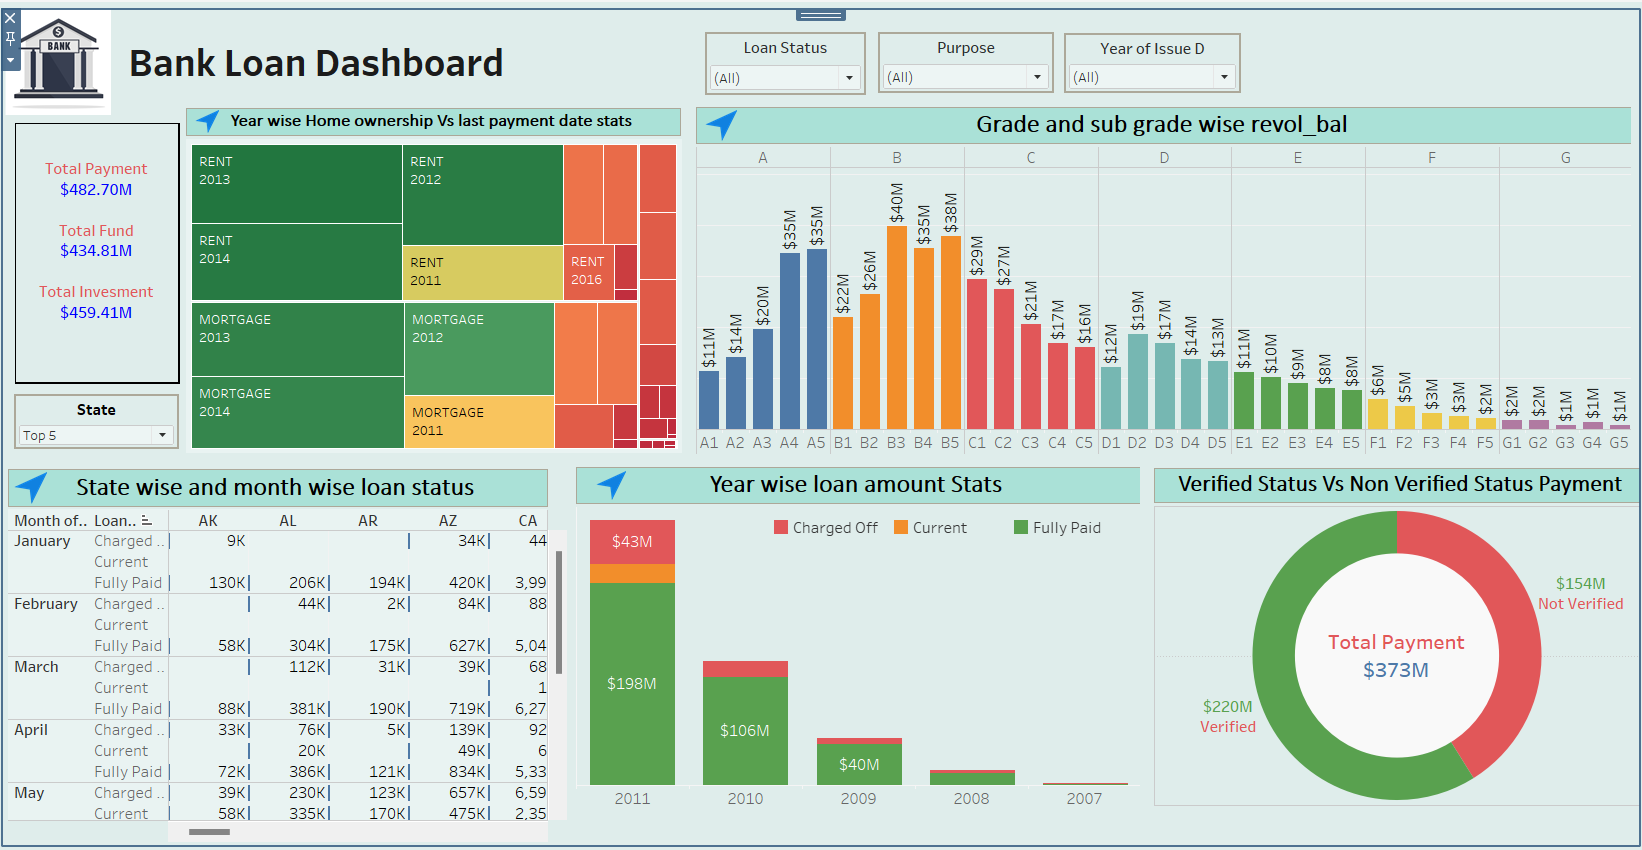 BANK
$
Bank Loan Dashboard
Loan Status
(All)
Purpose
(All)
Year of Issue D
(All)
Total Payment
$482.70M
Total Fund
$434.81M
Total Invesment
$459.41M
State
Top 5
Year wise Home ownership Vs last payment date stats
RENT
2013
RENT
2012
RENT
2014
RENT
2011
RENT
2016
MORTGAGE
2013
MORTGAGE
2012
MORTGAGE
2014
MORTGAGE
2011
Grade and sub grade wise revol_bal
A B C D E F G
$11M $14M $20M $35M $35M $22M $26M $40M $35M $38M $29M $27M $21M $17M $16M $12M $19M $17M $14M $13M $11M $10M $9M $8M $8M $6M $5M $3M $3M $2M $2M $2M $1M $1M $1M
A1 A2 A3 A4 A5 B1 B2 B3 B4 B5 C1 C2 C3 C4 C5 D1 D2 D3 D4 D5 E1 E2 E3 E4 E5 F1 F2 F3 F4 F5 G1 G2 G3 G4 G5
State wise and month wise loan status
Month of.. Loan.. AK AL AR AZ CA
January Charged .. 9K 34K 44
Current
Fully Paid 130K 206K 194K 420K 3,99
February Charged .. 44K 2K 84K 88
Current
Fully Paid 58K 304K 175K 627K 5,04
March Charged .. 112K 31K 39K 68
Current 1
Fully Paid 88K 381K 190K 719K 6,27
April Charged .. 33K 76K 5K 139K 92
Current 20K 49K 6
Fully Paid 72K 386K 121K 834K 5,33
May Charged .. 39K 230K 123K 657K 6,59
Current 58K 335K 170K 475K 2,35
Year wise loan amount Stats
Charged Off Current Fully Paid
$43M
$198M
$106M
$40M
2011 2010 2009 2008 2007
Verified Status Vs Non Verified Status Payment
$154M
Not Verified
Total Payment
$373M
$220M
Verified